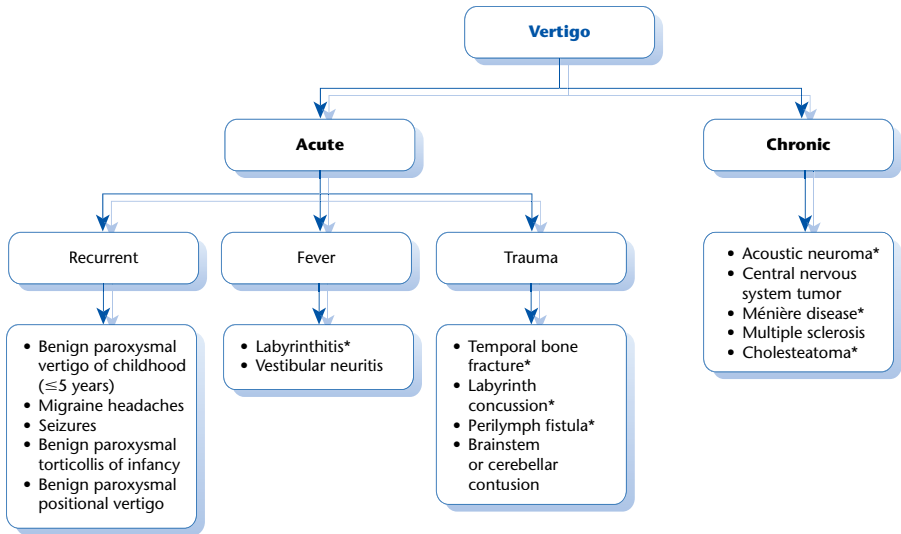 Vertigo
Acute
Chronic
Recurrent
Fever
Trauma
• Benign paroxysmal
vertigo of childhood
(≤5 years)
• Migraine headaches
• Seizures
• Benign paroxysmal
torticollis of infancy
• Benign paroxysmal
positional vertigo
• Labyrinthitis*
• Vestibular neuritis
• Temporal bone
fracture*
• Labyrinth
concussion*
• Perilymph fistula*
• Brainstem
or cerebellar
contusion
• Acoustic neuroma*
• Central nervous
system tumor
• Ménière disease*
• Multiple sclerosis
• Cholesteatoma*